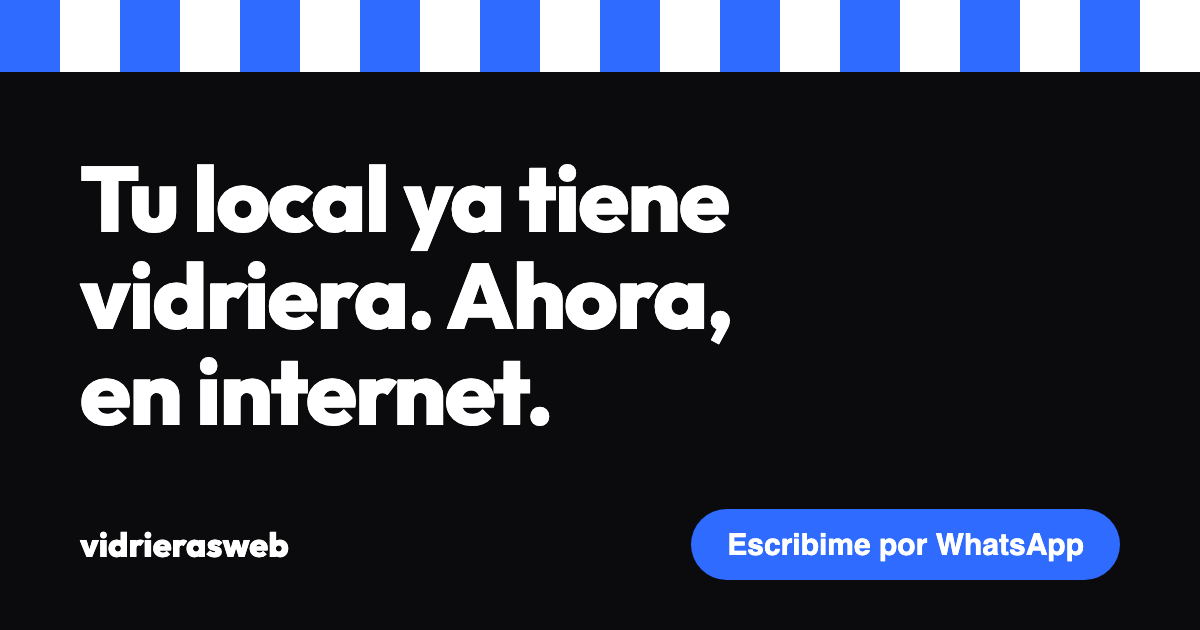 Tu local ya tiene
vidriera. Ahora,
en internet.
vidrierasweb
Escribime por WhatsApp